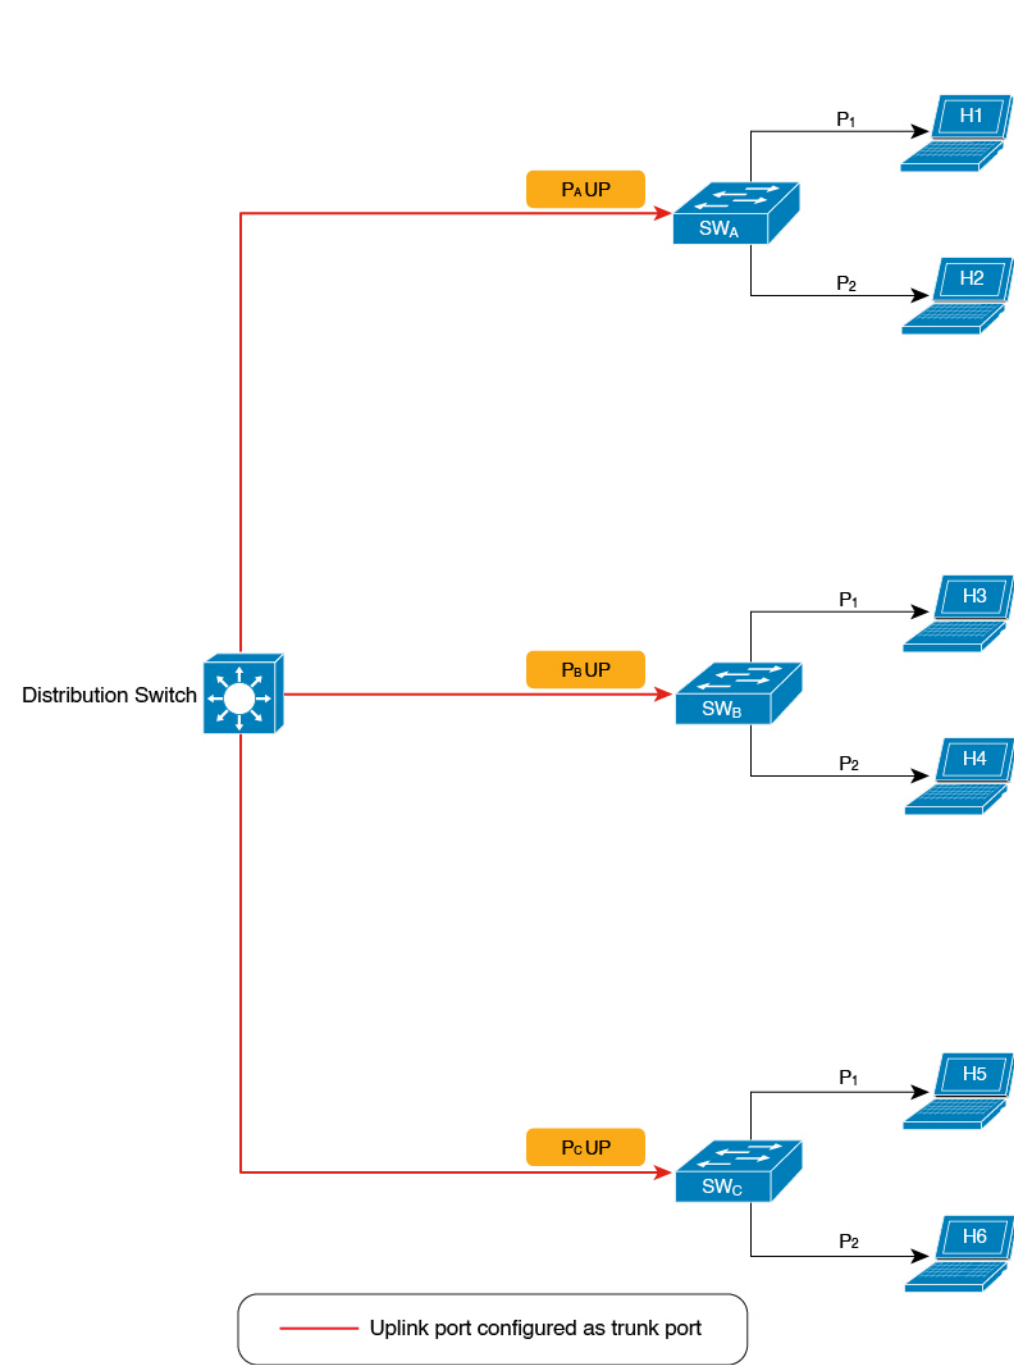 H1
P1
PA UP
SWA
H2
P2
H3
P1
PB UP
Distribution Switch
SWB
H4
P2
H5
P1
PC UP
SWC
H6
P2
Uplink port configured as trunk port